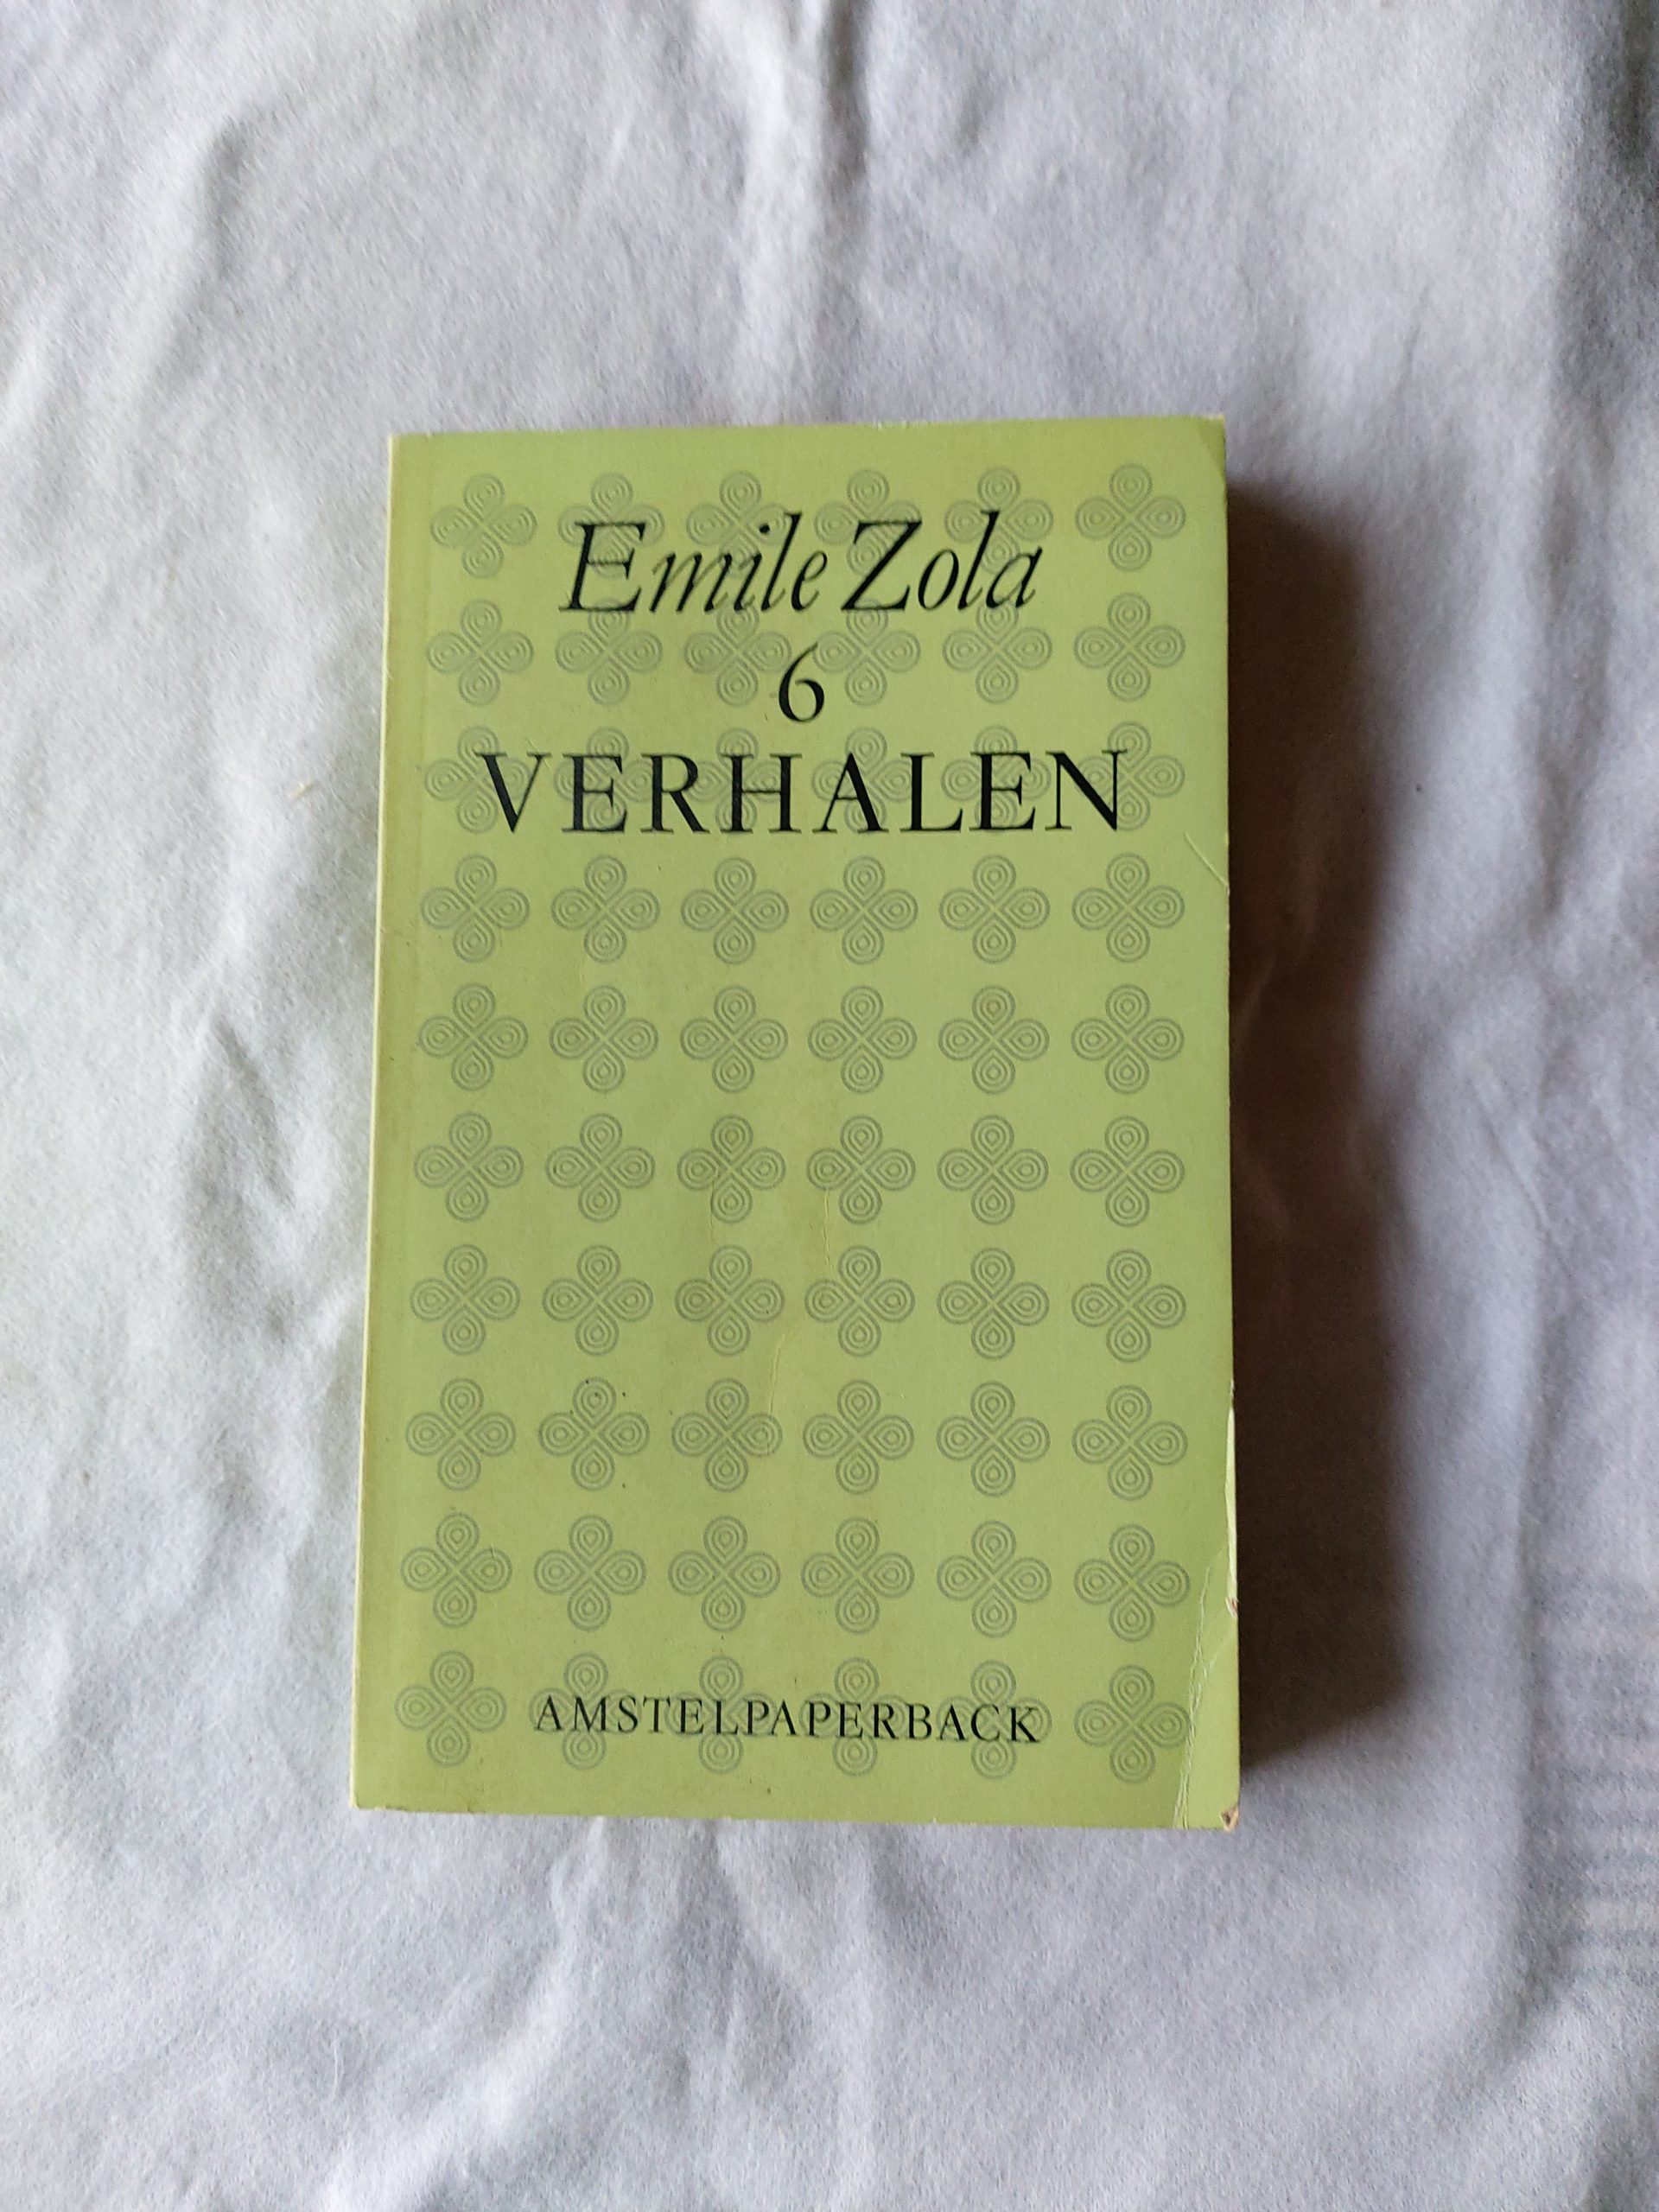 Emile Zola
6
VERHALEN
AMSTELPAPERBACK